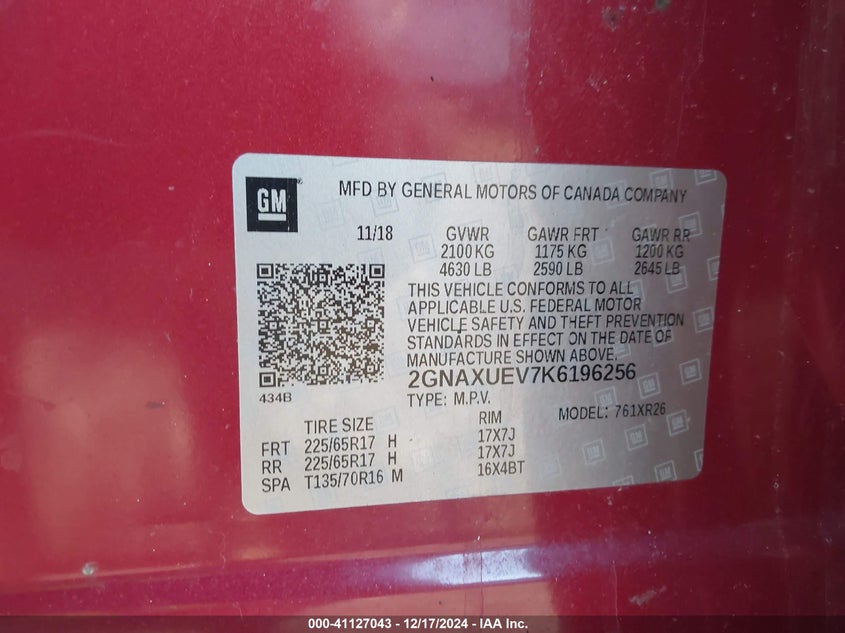 GM
MFD BY GENERAL MOTORS OF CANADA COMPANY
11/18 GVWR GAWR FRT GAWR RR
2100 KG 1175 KG 1200 KG
4630 LB 2590 LB 2645 LB
THIS VEHICLE CONFORMS TO ALL
APPLICABLE U.S. FEDERAL MOTOR
VEHICLE SAFETY AND THEFT PREVENTION
STANDARDS IN EFFECT ON THE DATE OF
MANUFACTURE SHOWN ABOVE.
2GNAXUEV7K6196256
434B
TYPE: M.P.V. MODEL: 761XR26
TIRE SIZE RIM
FRT 225/65R17 H 17X7J
RR 225/65R17 H 17X7J
SPA T135/70R16 M 16X4BT
000-41127043 - 12/17/2024 - IAA Inc.